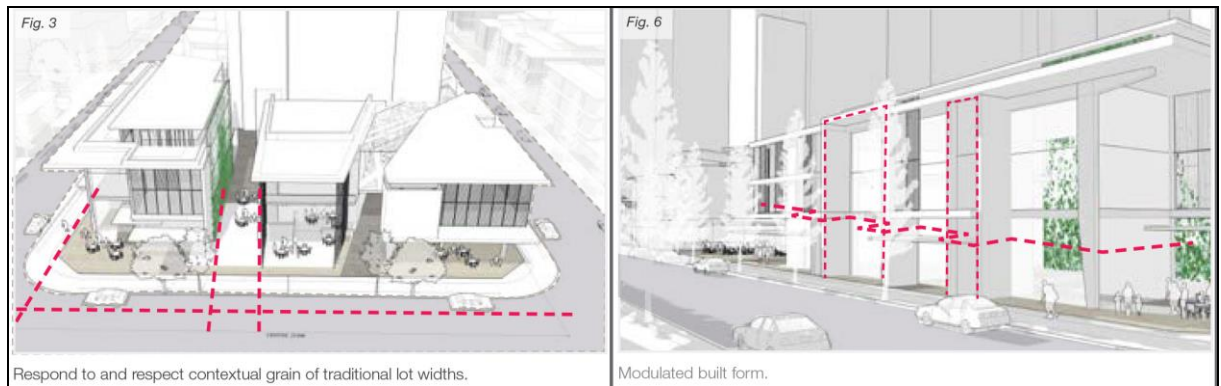 Fig. 3
Respond to and respect contextual grain of traditional lot widths.
Fig. 6
Modulated built form.